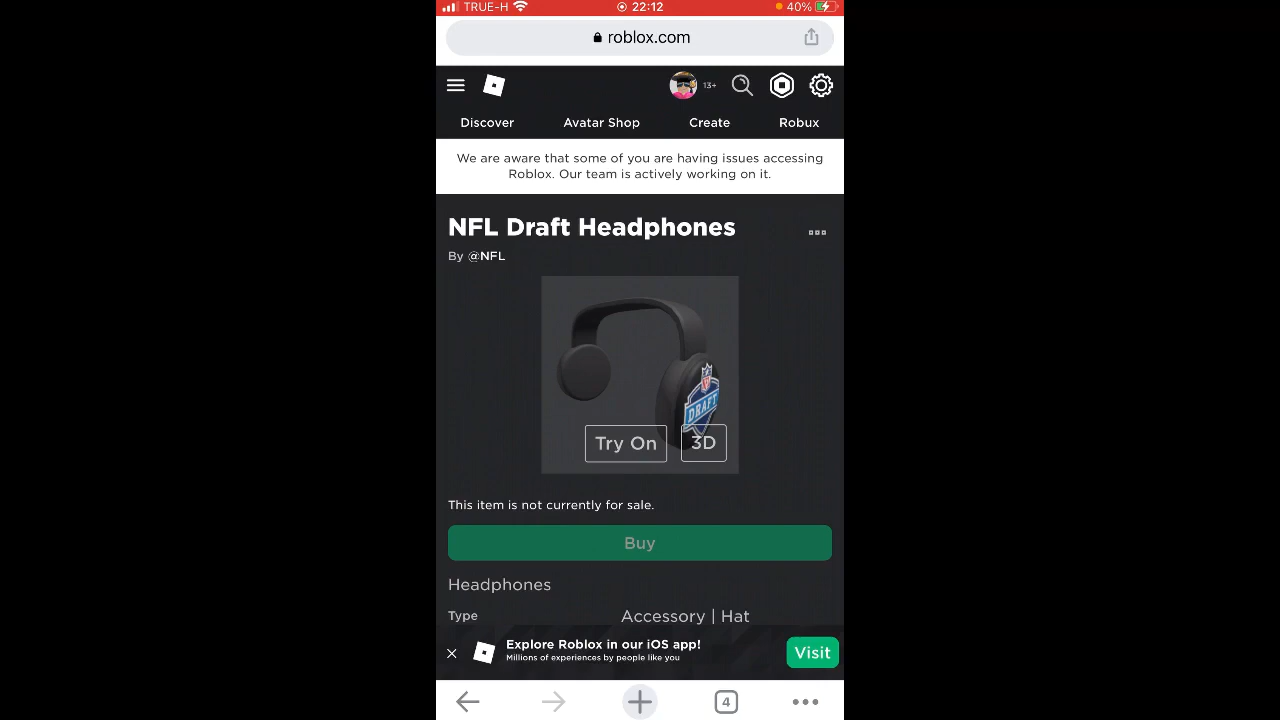 TRUE-H
22:12
40%
roblox.com
13+
Discover
Avatar Shop
Create
Robux
We are aware that some of you are having issues accessing
Roblox. Our team is actively working on it.
NFL Draft Headphones
By @NFL
DRAFT
Try On
3D
This item is not currently for sale.
Buy
Headphones
Type
Accessory | Hat
Explore Roblox in our iOS app!
Millions of experiences by people like you
Visit
4